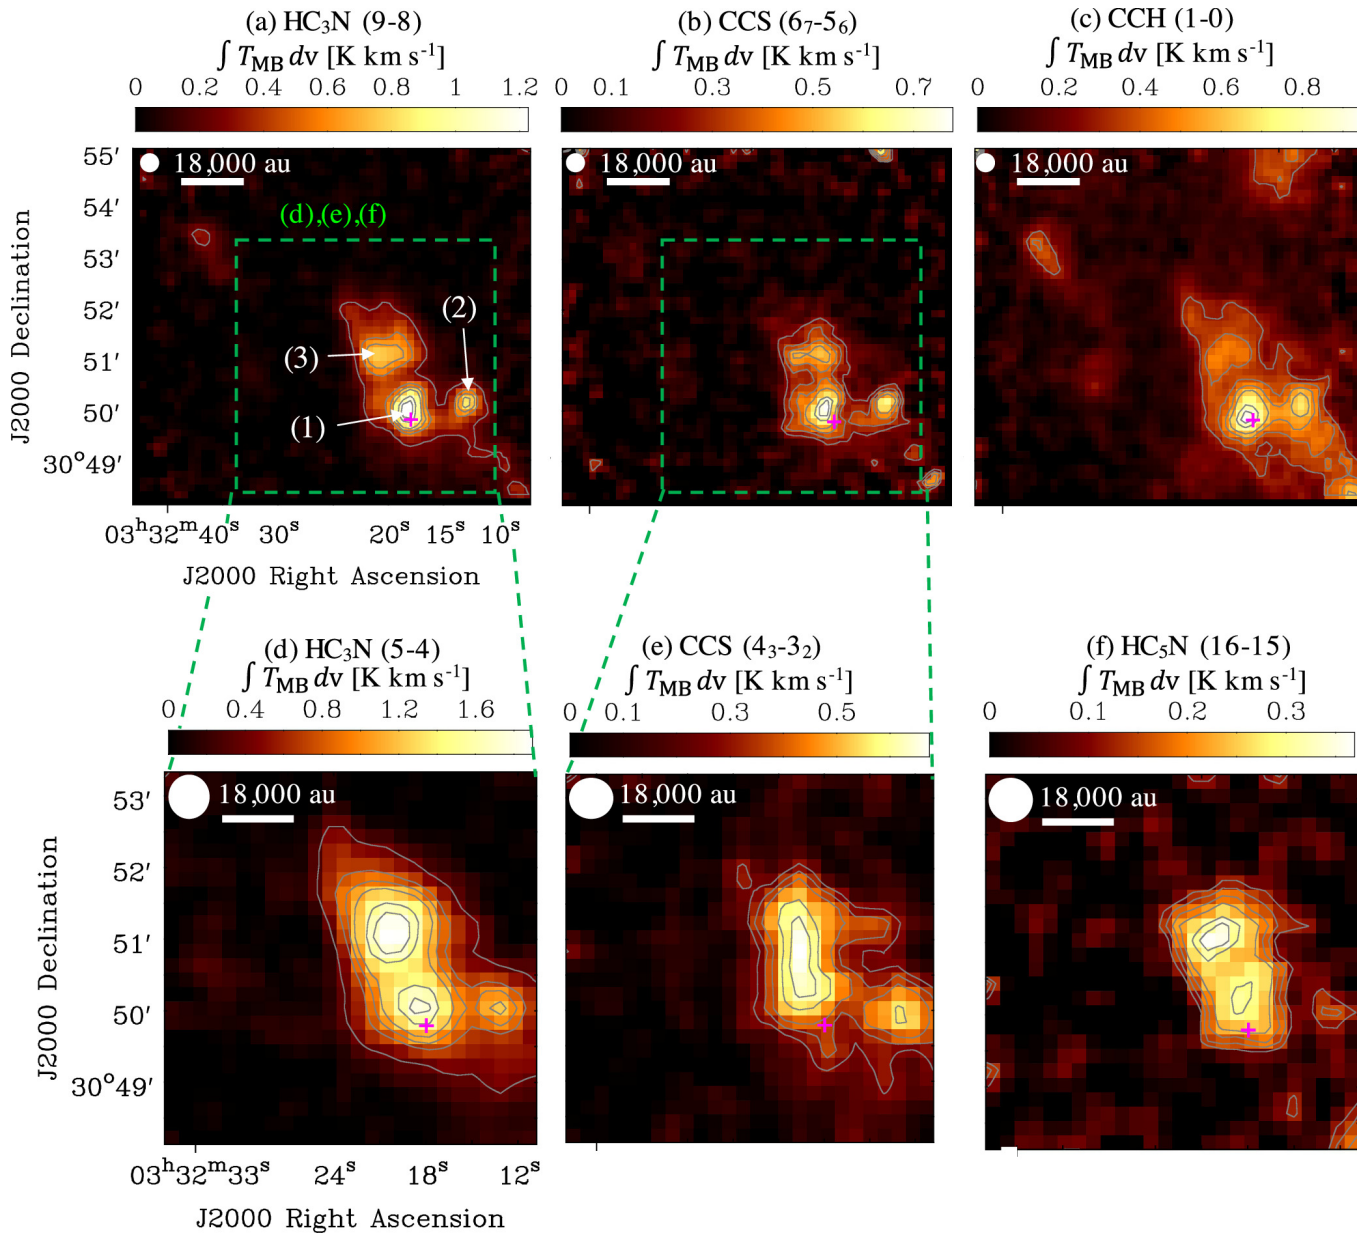 (a) HC₃N (9-8)
∫ T_MB dv [K km s⁻¹]
0 0.2 0.4 0.6 0.8 1 1.2
(b) CCS (6₇-5₆)
∫ T_MB dv [K km s⁻¹]
0 0.1 0.3 0.5 0.7
(c) CCH (1-0)
∫ T_MB dv [K km s⁻¹]
0 0.2 0.4 0.6 0.8
J2000 Declination
55′
54′
53′
52′
51′
50′
30°49′
18,000 au
(d),(e),(f)
(2)
(3)
(1)
18,000 au
18,000 au
03ʰ32ᵐ40ˢ 30ˢ 20ˢ 15ˢ 10ˢ
J2000 Right Ascension
(d) HC₃N (5-4)
∫ T_MB dv [K km s⁻¹]
0 0.4 0.8 1.2 1.6
(e) CCS (4₃-3₂)
∫ T_MB dv [K km s⁻¹]
0 0.1 0.3 0.5
(f) HC₅N (16-15)
∫ T_MB dv [K km s⁻¹]
0 0.1 0.2 0.3
J2000 Declination
53′
52′
51′
50′
30°49′
18,000 au
18,000 au
18,000 au
03ʰ32ᵐ33ˢ 24ˢ 18ˢ 12ˢ
J2000 Right Ascension